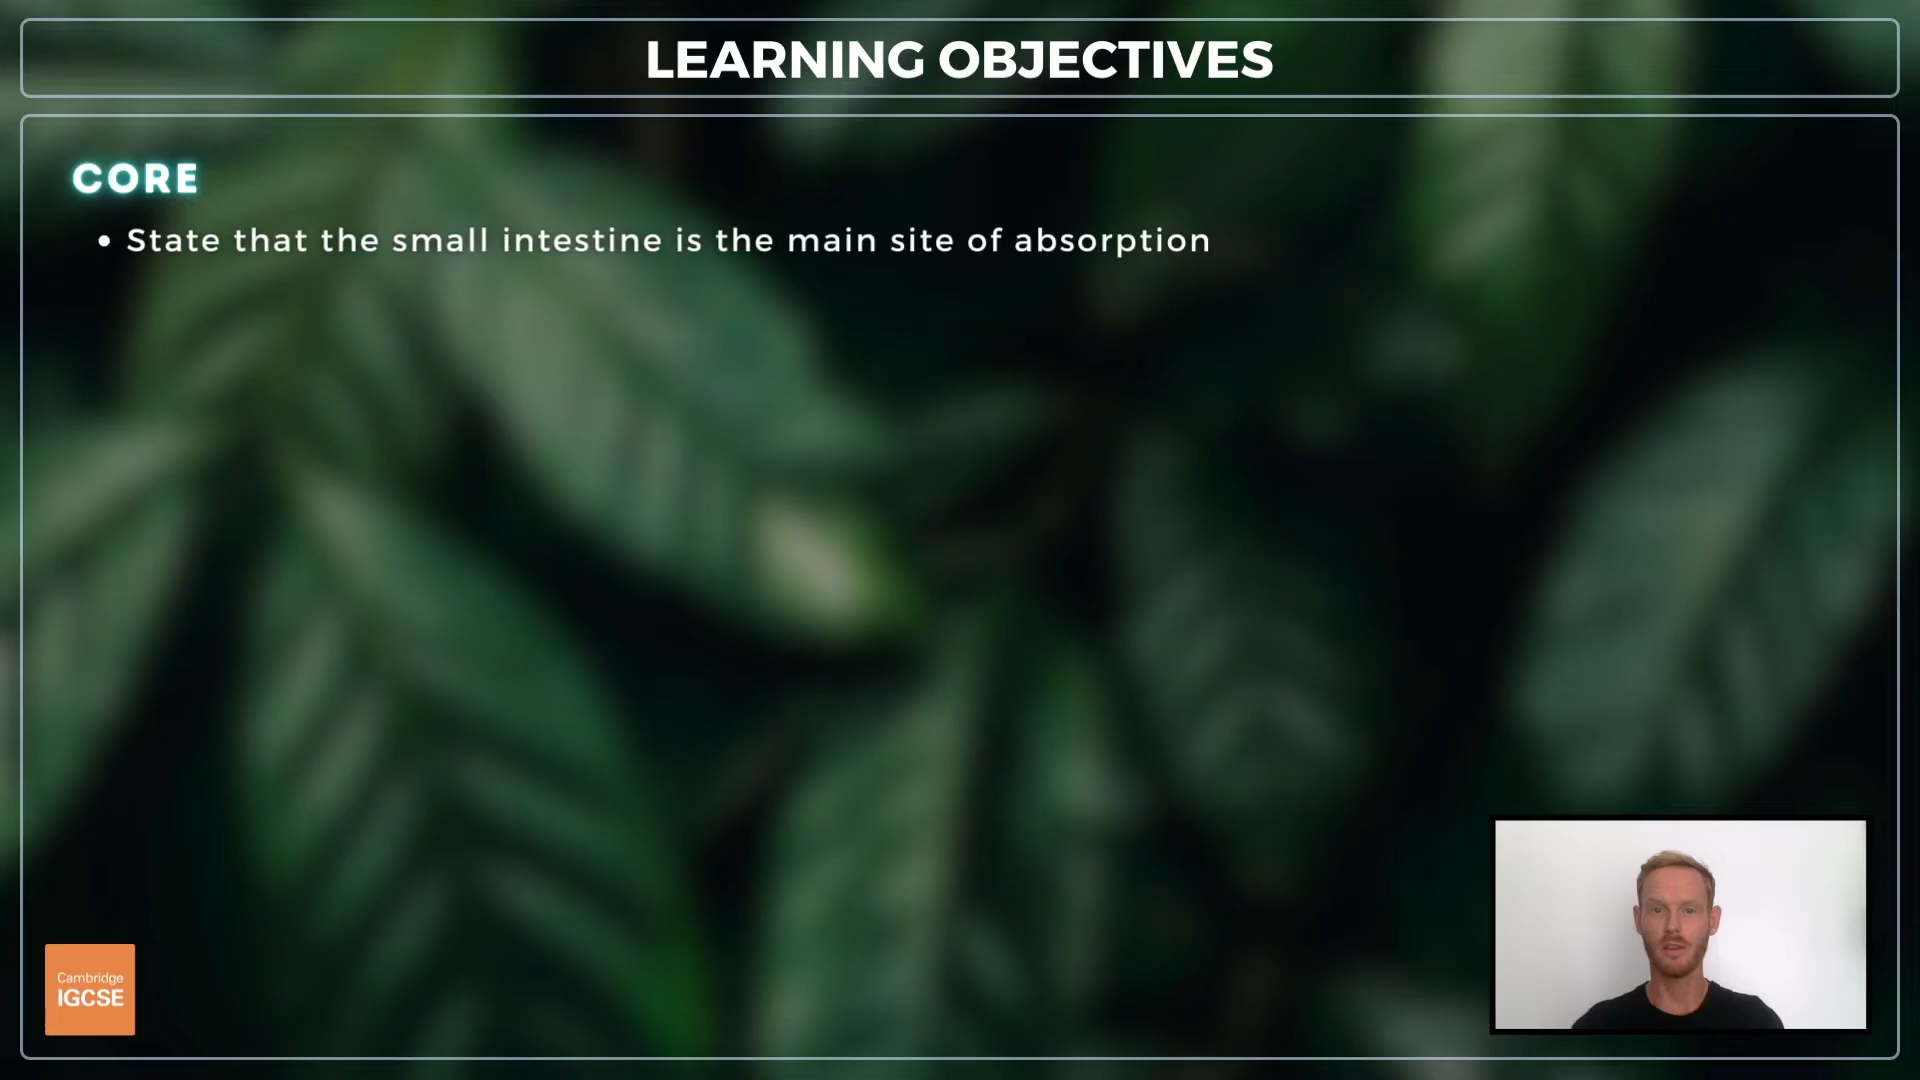 LEARNING OBJECTIVES
CORE
• State that the small intestine is the main site of absorption
Cambridge
IGCSE